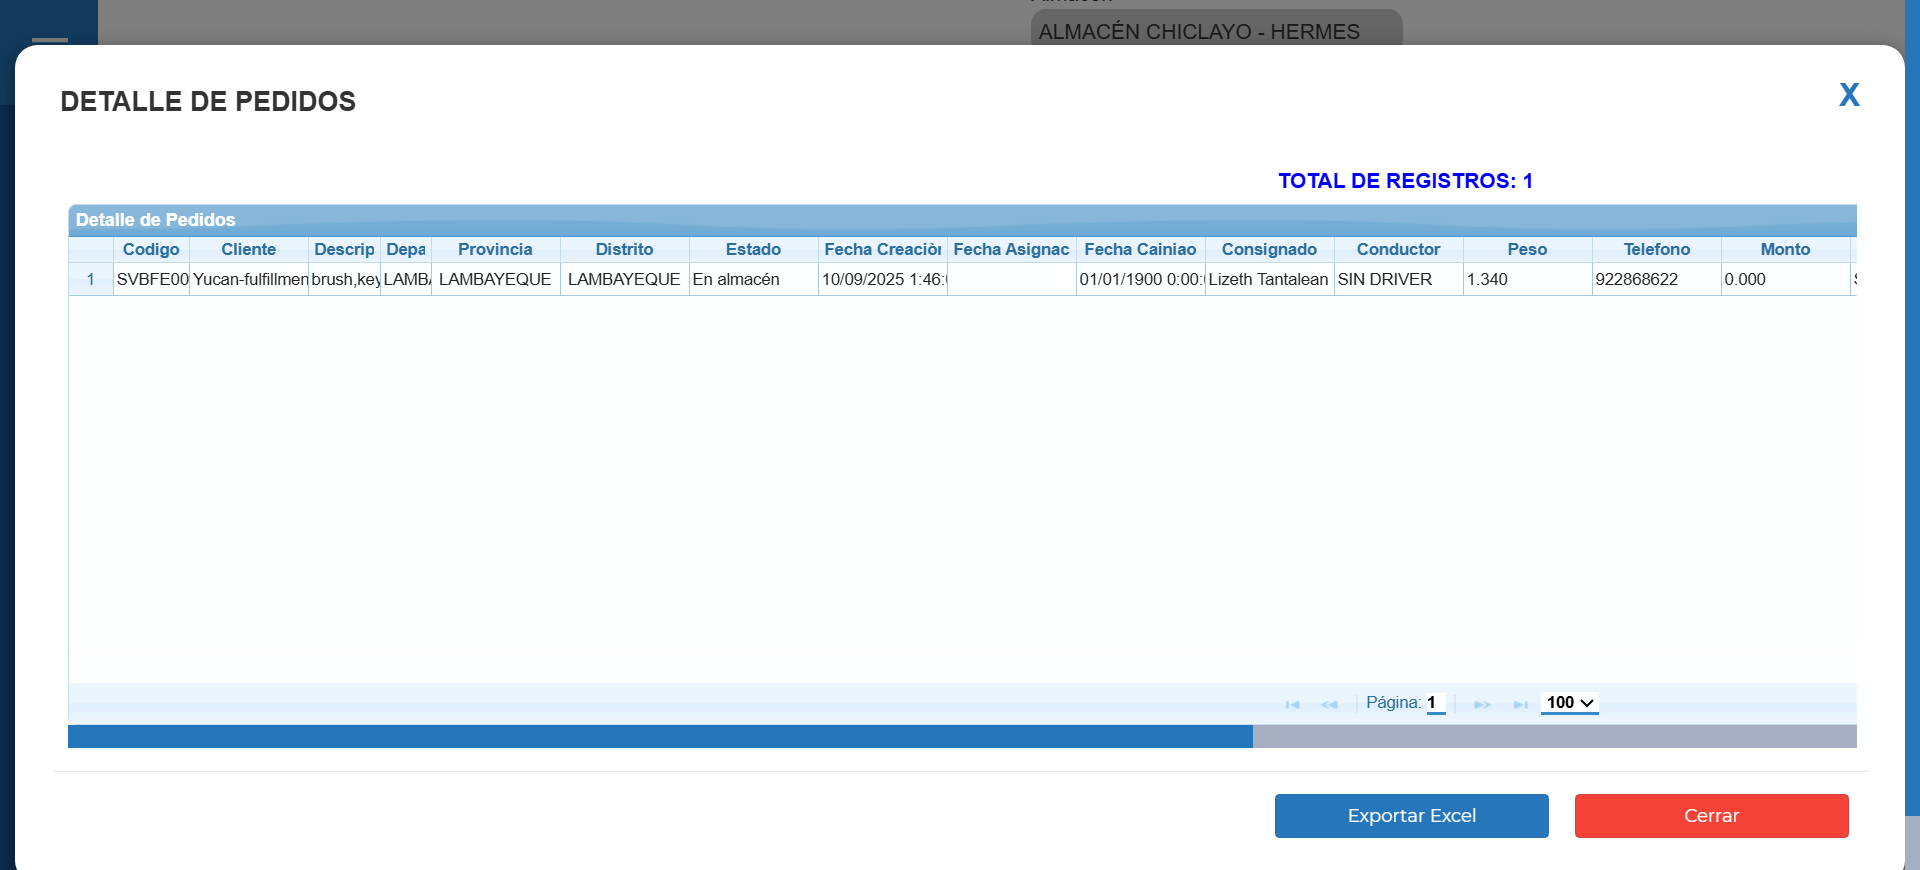 ALMACÉN CHICLAYO - HERMES
DETALLE DE PEDIDOS
X
TOTAL DE REGISTROS: 1
Detalle de Pedidos
Codigo Cliente Descrip Depa Provincia Distrito Estado Fecha Creaciòn Fecha Asignac Fecha Cainiao Consignado Conductor Peso Telefono Monto
1 SVBFE00 Yucan-fulfillmen brush,key LAMBA LAMBAYEQUE LAMBAYEQUE En almacén 10/09/2025 1:46: 01/01/1900 0:00: Lizeth Tantalean SIN DRIVER 1.340 922868622 0.000
Página: 1 100
Exportar Excel Cerrar